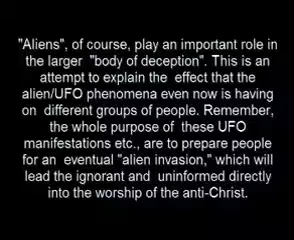 "Aliens", of course, play an important role in
the larger "body of deception". This is an
attempt to explain the effect that the
alien/UFO phenomena even now is having
on different groups of people. Remember,
the whole purpose of these UFO
manifestations etc., are to prepare people
for an eventual "alien invasion," which will
lead the ignorant and uninformed directly
into the worship of the anti-Christ.